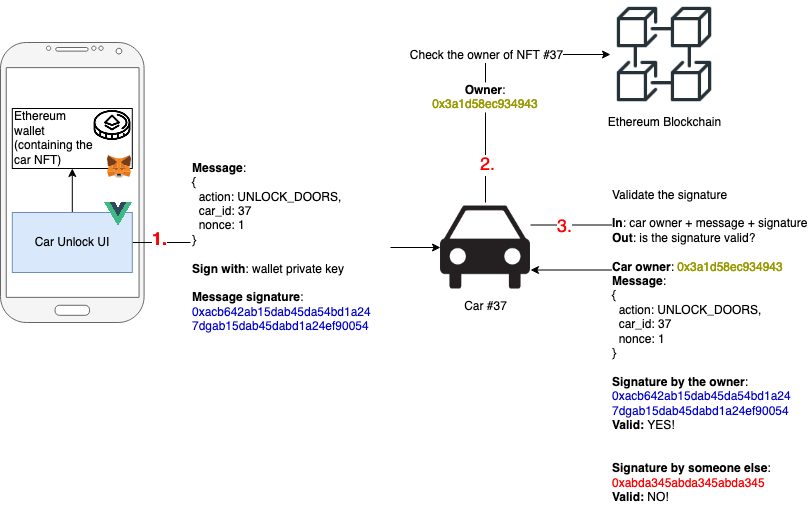 Ethereum
wallet
(containing the
car NFT)
Car Unlock UI
1.
Message:
{
action: UNLOCK_DOORS,
car_id: 37
nonce: 1
}
Sign with: wallet private key
Message signature:
0xacb642ab15dab45da54bd1a24
7dgab15dab45dabd1a24ef90054
Check the owner of NFT #37
Owner:
0x3a1d58ec934943
Ethereum Blockchain
2.
Car #37
3.
Validate the signature
In: car owner + message + signature
Out: is the signature valid?
Car owner: 0x3a1d58ec934943
Message:
{
action: UNLOCK_DOORS,
car_id: 37
nonce: 1
}
Signature by the owner:
0xacb642ab15dab45da54bd1a24
7dgab15dab45dabd1a24ef90054
Valid: YES!
Signature by someone else:
0xabda345abda345abda345
Valid: NO!